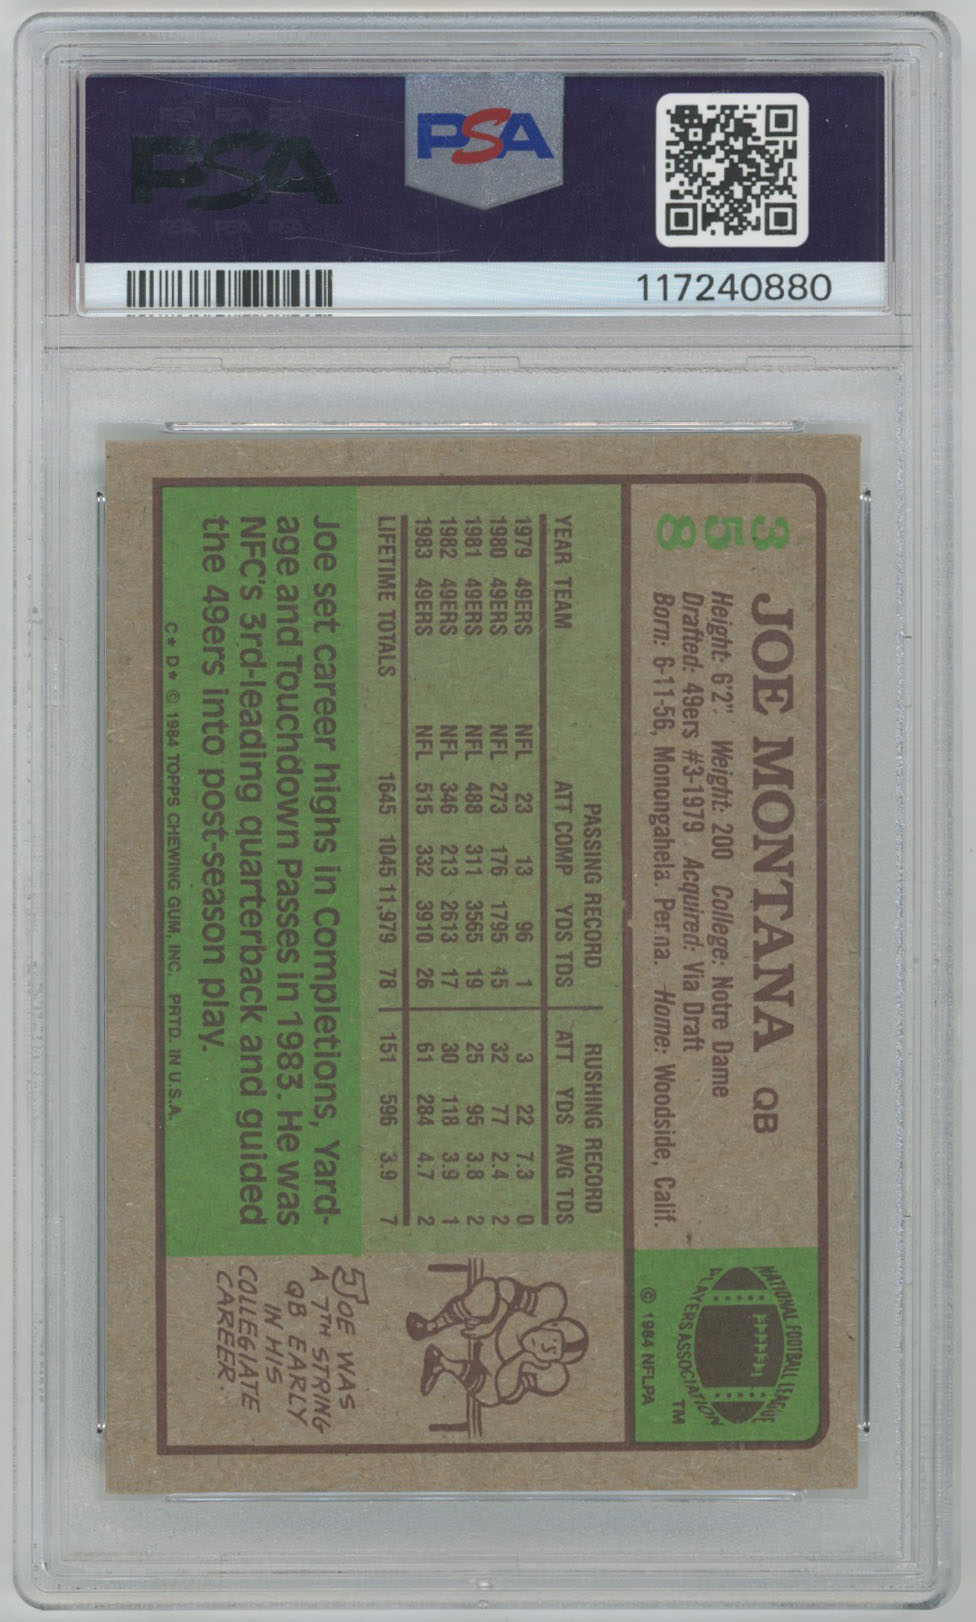 PSA PSA PSA
PSA
PSA PSA PSA
PSA
117240880
358
JOE MONTANA QB
Height: 6'2" Weight: 200 College: Notre Dame
Drafted: 49ers #3-1979 Acquired: Via Draft
Born: 6-11-56, Monongahela, Penna. Home: Woodside, Calif.
NATIONAL FOOTBALL LEAGUE
PLAYERS ASSOCIATION
TM
© 1984 NFLPA
PASSING RECORD RUSHING RECORD
YEAR TEAM ATT COMP YDS TDS ATT YDS AVG TDS
1979 49ERS NFL 23 13 96 1 3 22 7.3 0
1980 49ERS NFL 273 176 1795 15 32 77 2.4 2
1981 49ERS NFL 488 311 3565 19 25 95 3.8 2
1982 49ERS NFL 346 213 2613 17 30 118 3.9 1
1983 49ERS NFL 515 332 3910 26 61 284 4.7 2
LIFETIME TOTALS 1645 1045 11,979 78 151 596 3.9 7
Joe set career highs in Completions, Yard-
age and Touchdown Passes in 1983. He was
NFC's 3rd-leading quarterback and guided
the 49ers into post-season play.
C* D* © 1984 TOPPS CHEWING GUM, INC. PRTD. IN U.S.A.
JOE WAS
A 7TH STRING
QB EARLY
IN HIS
COLLEGIATE
CAREER.